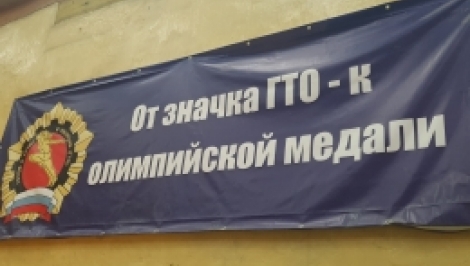 От значка ГТО - к
олимпийской медали